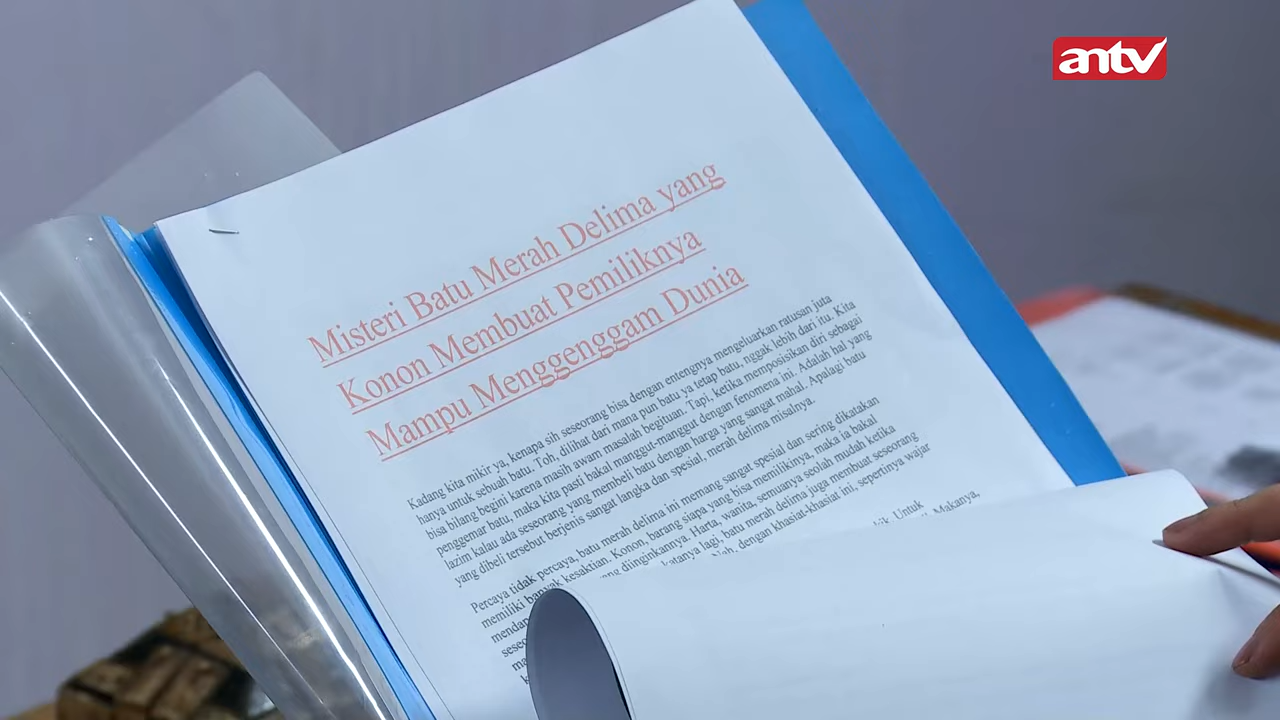 antv
Misteri Batu Merah Delima yang
Konon Membuat Pemiliknya
Mampu Menggenggam Dunia
Kadang kita mikir ya, kenapa sih seseorang bisa dengan entengnya mengeluarkan ratusan juta
hanya untuk sebuah batu. Toh, dilihat dari mana pun batu ya tetap batu, nggak lebih dari itu. Kita
bisa bilang begini karena masih awam masalah begituan. Tapi, ketika memposisikan diri sebagai
penggemar batu, maka kita pasti bakal manggut-manggut dengan fenomena ini. Adalah hal yang
lazim kalau ada seseorang yang membeli batu dengan harga yang sangat mahal. Apalagi batu
yang dibeli tersebut berjenis sangat langka dan spesial, merah delima misalnya.
Percaya tidak percaya, batu merah delima ini memang sangat spesial dan sering dikatakan
memiliki banyak kesaktian. Konon, barang siapa yang bisa memilikinya, maka ia bakal
diinginkannya. Harta, wanita, semuanya seolah mudah ketika
katanya lagi, batu merah delima juga membuat seseorang
dengan khasiat-khasiat ini, sepertinya wajar
Untuk
Makanya,